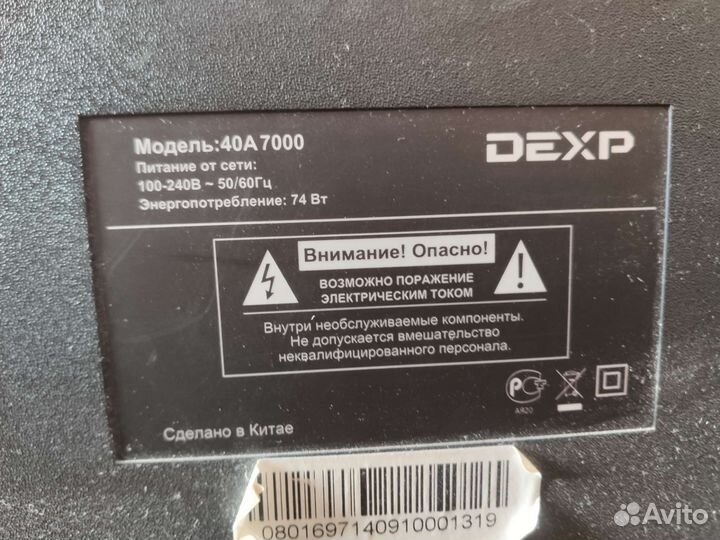 Модель:40A7000
DEXP
Питание от сети:
100-240В ~ 50/60Гц
Энергопотребление: 74 Вт
Внимание! Опасно!
ВОЗМОЖНО ПОРАЖЕНИЕ
ЭЛЕКТРИЧЕСКИМ ТОКОМ
Внутри необслуживаемые компоненты.
Не допускается вмешательство
неквалифицированного персонала.
Сделано в Китае
0801697140910001319
Avito